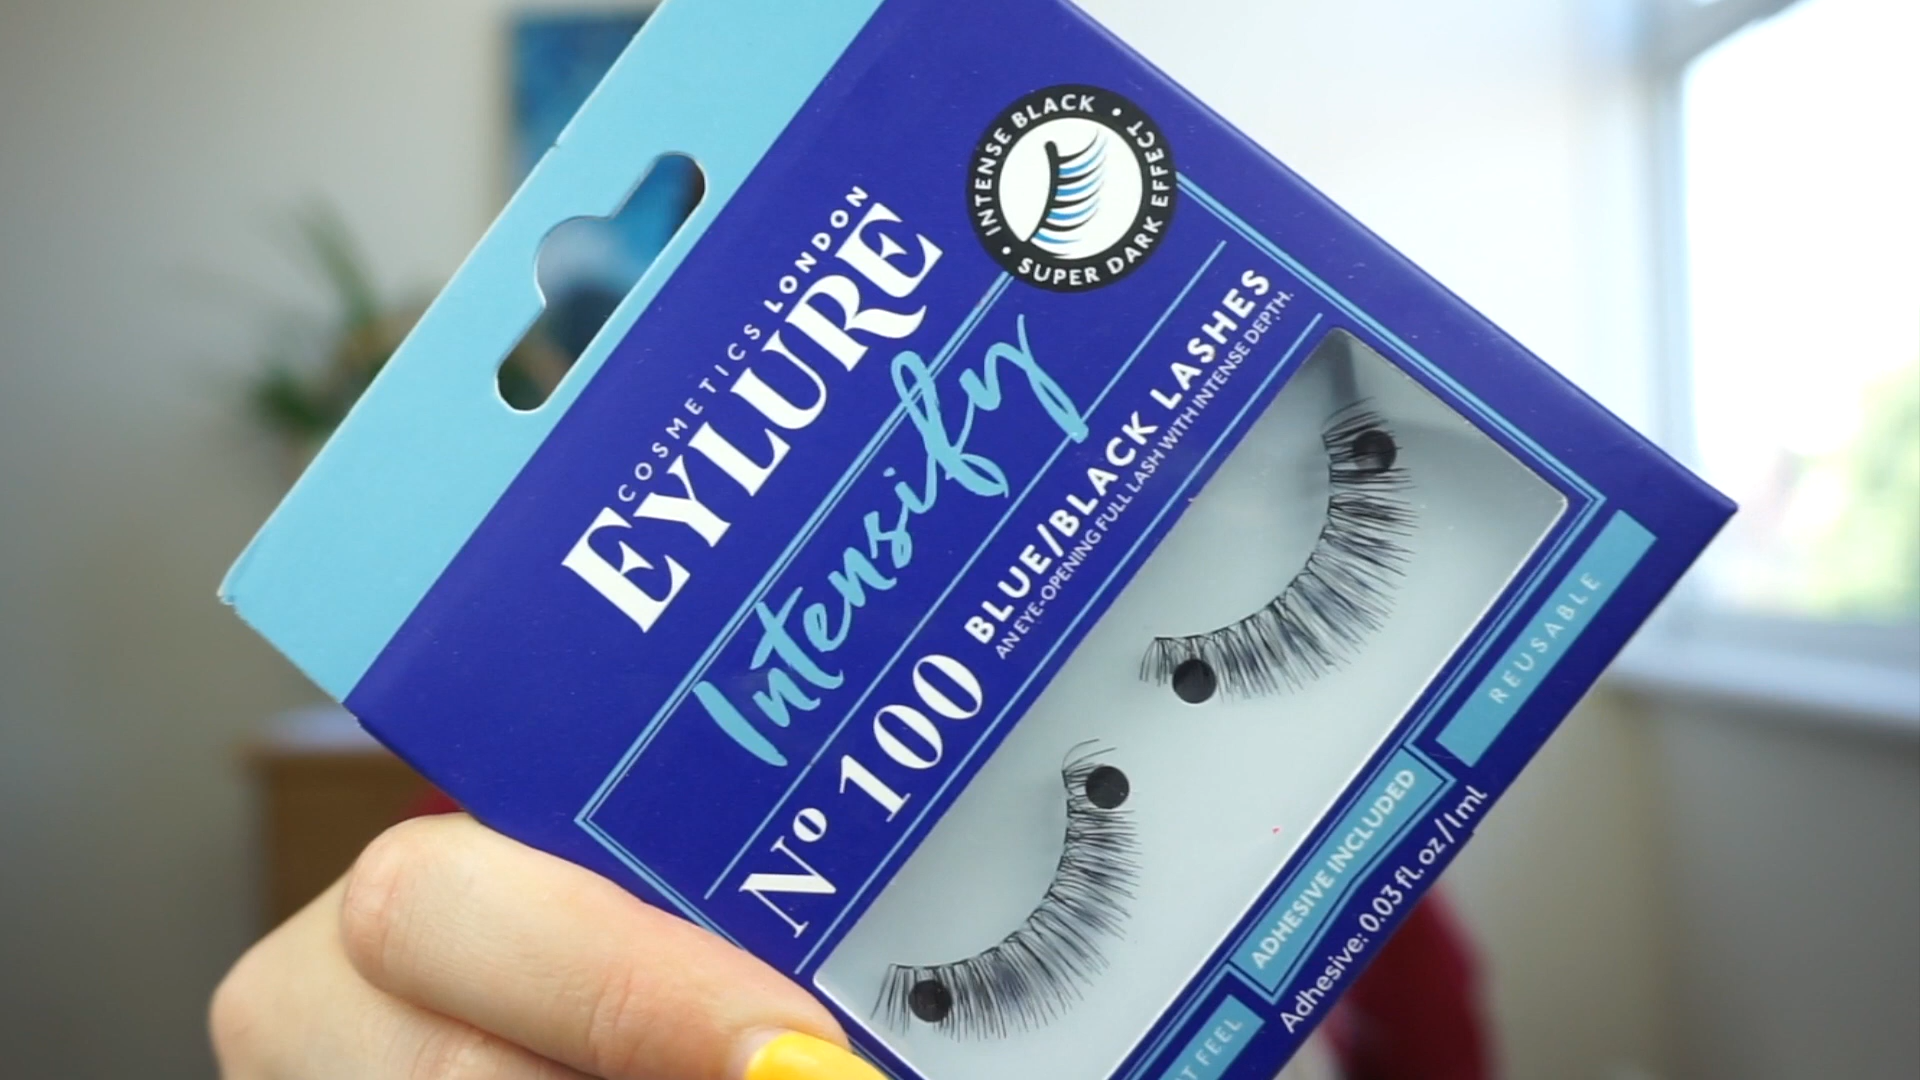 COSMETICS LONDON
EYLURE
INTENSE BLACK • SUPER DARK EFFECT •
Intensify
Nº 100 BLUE/BLACK LASHES
AN EYE-OPENING FULL LASH WITH INTENSE DEPTH.
REUSABLE
ADHESIVE INCLUDED
FEEL
Adhesive: 0.03 fl. oz/1ml